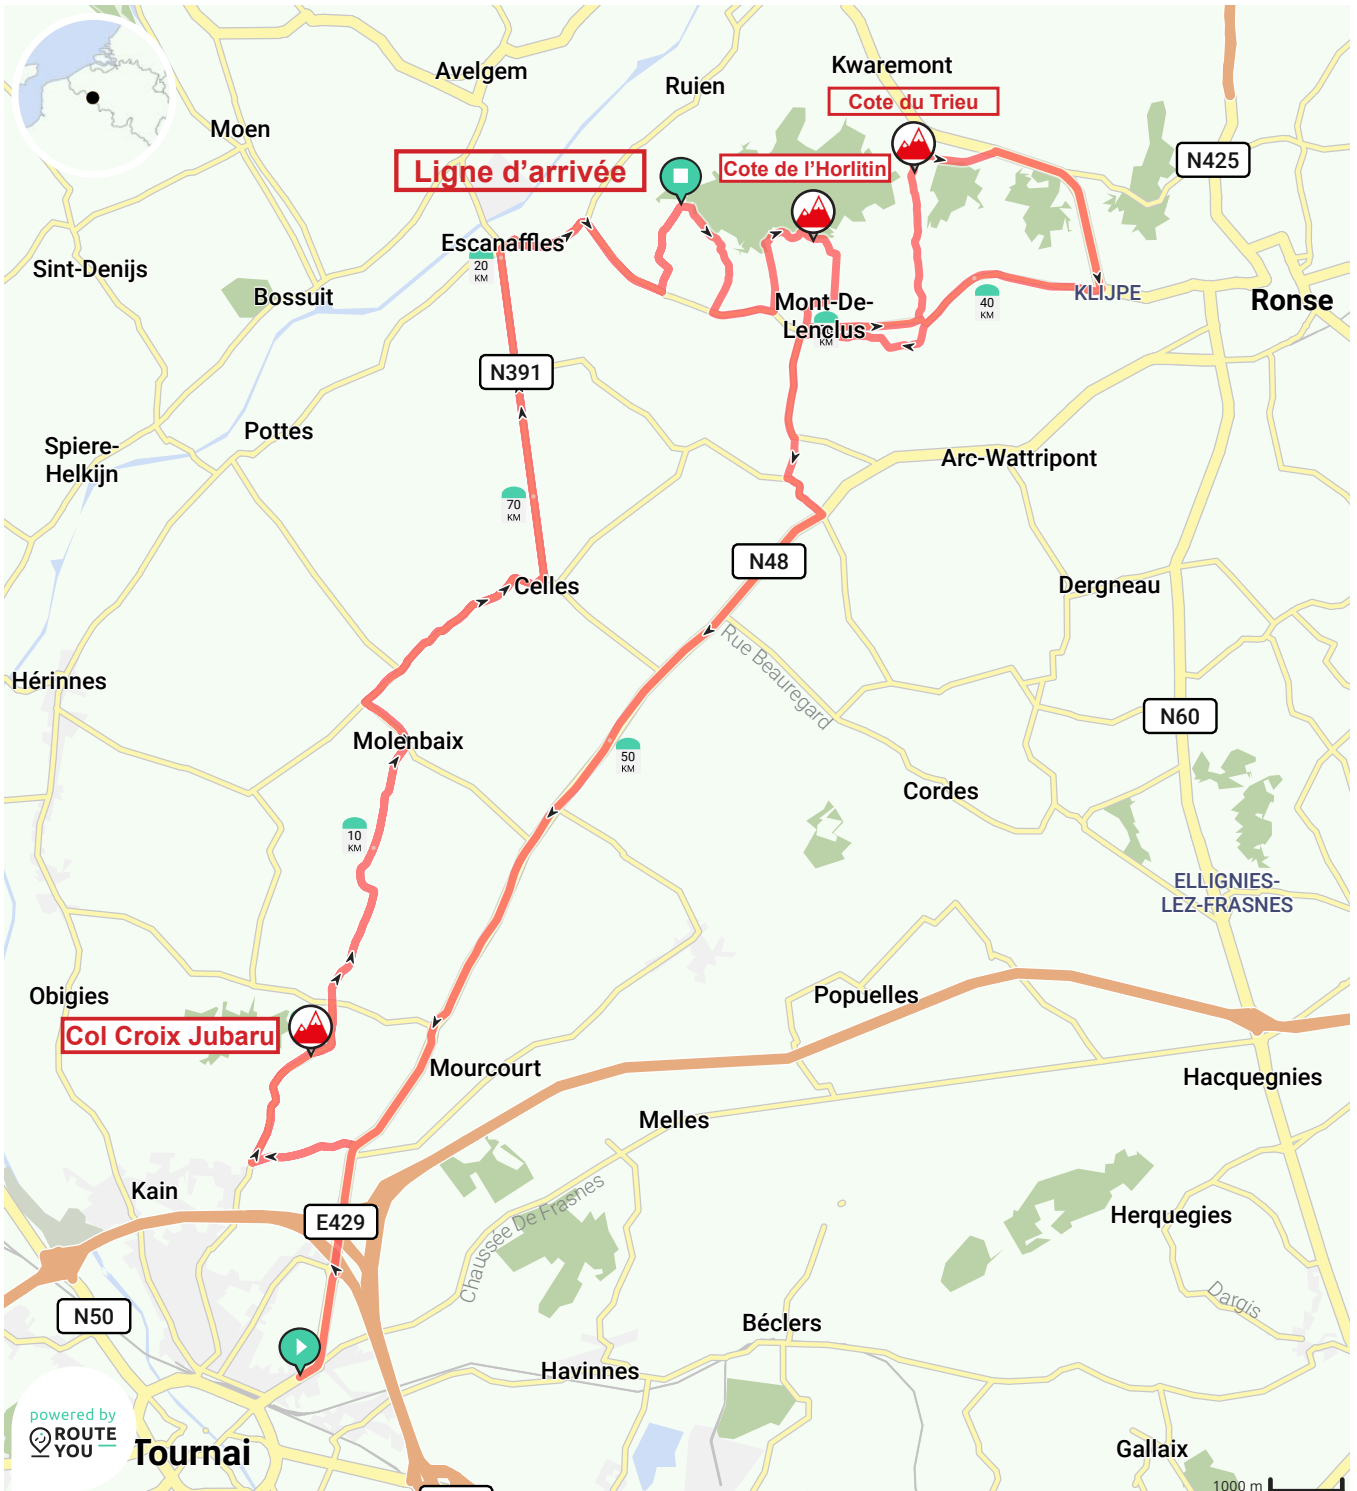 Avelgem
Kwaremont
Ruien
Cote du Trieu
Moen
Ligne d'arrivée
Cote de l'Horlitin
N425
Escanaffles
20
KM
Sint-Denijs
Bossuit
KLIJPE
Ronse
Mont-De-
L'enclus
KM
40
KM
N391
Pottes
Spiere-
Helkijn
Arc-Wattripont
70
KM
N48
Celles
Dergneau
Rue Beauregard
Hérinnes
N60
Molenbaix
50
KM
Cordes
10
KM
ELLIGNIES-
LEZ-FRASNES
Obigies
Popuelles
Col Croix Jubaru
Mourcourt
Hacquegnies
Melles
Kain
Chaussée De Frasnes
E429
Herquegies
Dargis
N50
Béclers
Havinnes
powered by
ROUTE
YOU
Tournai
Gallaix
1000 m